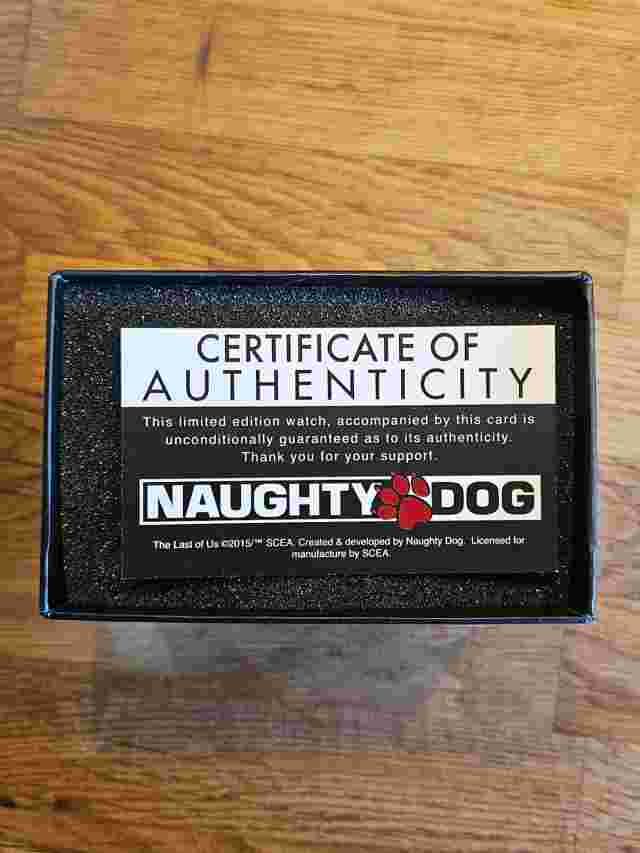 CERTIFICATE OF
AUTHENTICITY
This limited edition watch, accompanied by this card is
unconditionally guaranteed as to its authenticity.
Thank you for your support.
NAUGHTY DOG
The Last of Us ©2015/™ SCEA. Created & developed by Naughty Dog. Licensed for
manufacture by SCEA.